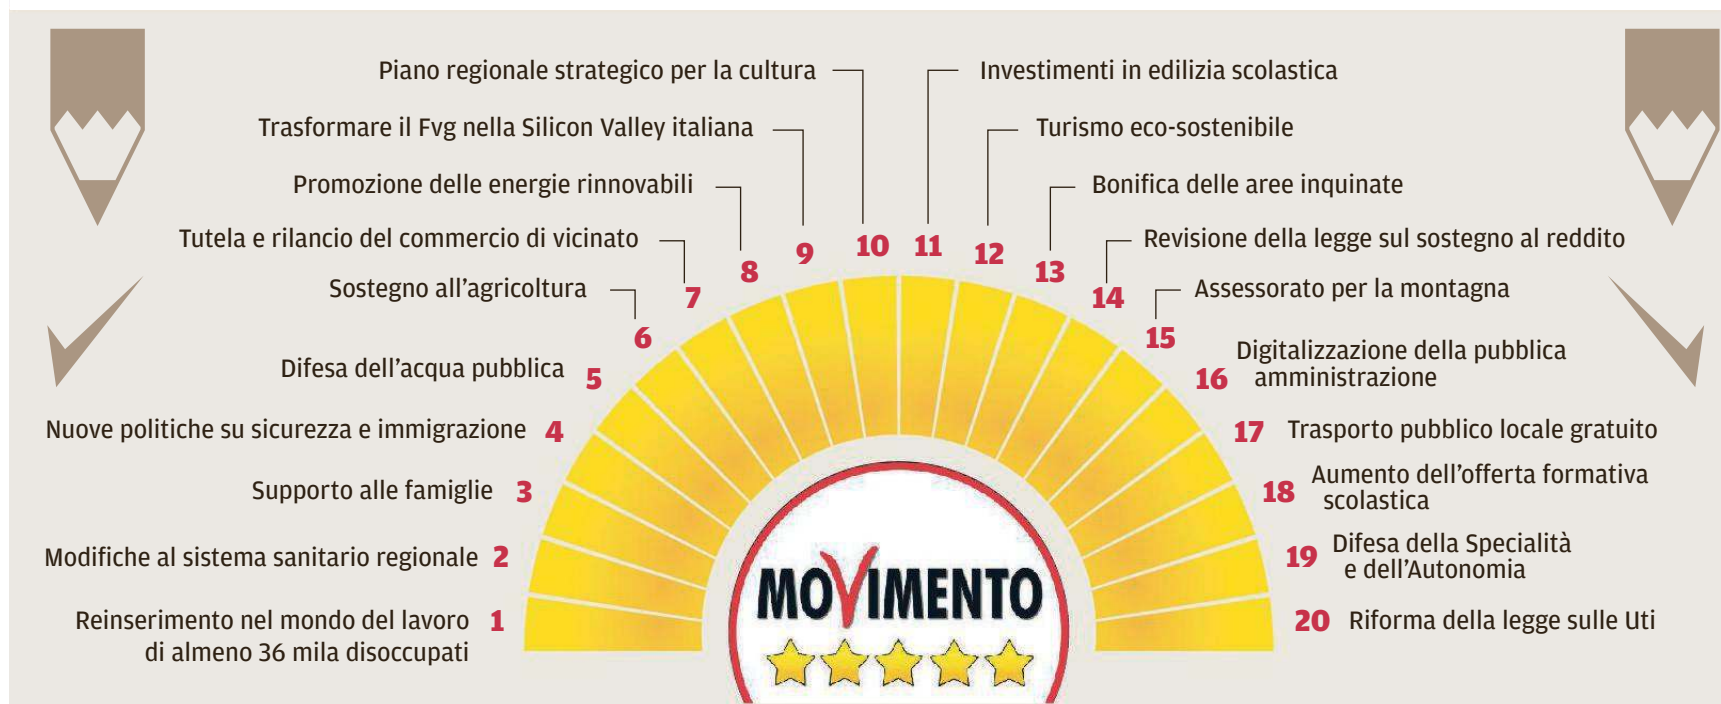 Piano regionale strategico per la cultura
10
Trasformare il Fvg nella Silicon Valley italiana
9
Promozione delle energie rinnovabili
8
Tutela e rilancio del commercio di vicinato
7
Sostegno all’agricoltura
6
Difesa dell’acqua pubblica
5
Nuove politiche su sicurezza e immigrazione 4
Supporto alle famiglie 3
Modifiche al sistema sanitario regionale 2
Reinserimento nel mondo del lavoro 1
di almeno 36 mila disoccupati
Investimenti in edilizia scolastica
11
Turismo eco-sostenibile
12
Bonifica delle aree inquinate
13
Revisione della legge sul sostegno al reddito
14
Assessorato per la montagna
15
Digitalizzazione della pubblica
16 amministrazione
17 Trasporto pubblico locale gratuito
18 Aumento dell’offerta formativa
scolastica
19 Difesa della Specialità
e dell’Autonomia
20 Riforma della legge sulle Uti
MOVIMENTO